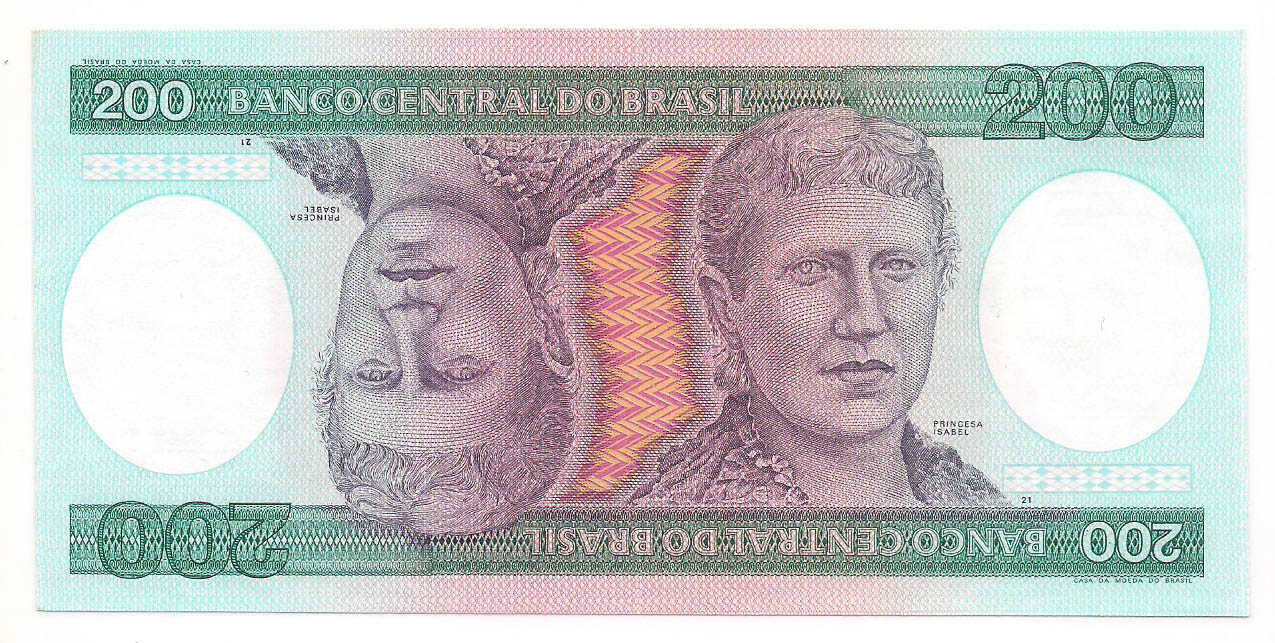 CASA DA MOEDA DO BRASIL
200 BANCO CENTRAL DO BRASIL 200
21
PRINCESA
ISABEL
PRINCESA
ISABEL
21
200 BANCO CENTRAL DO BRASIL 200
CASA DA MOEDA DO BRASIL